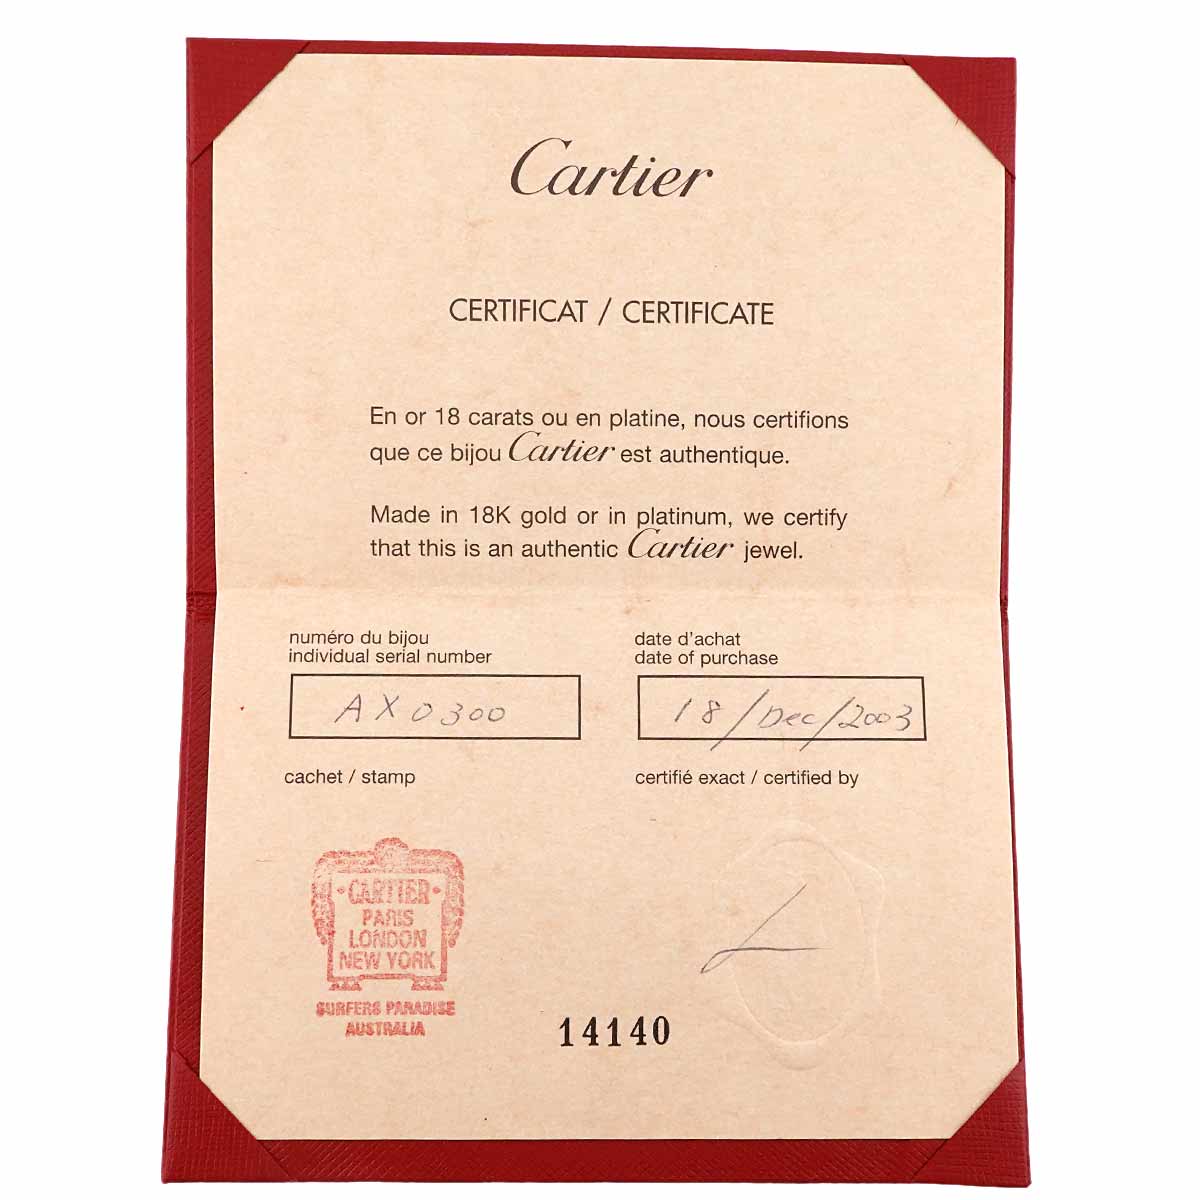 Cartier
CERTIFICAT / CERTIFICATE
En or 18 carats ou en platine, nous certifions
que ce bijou Cartier est authentique.
Made in 18K gold or in platinum, we certify
that this is an authentic Cartier jewel.
numéro du bijou
individual serial number
AX0300
date d'achat
date of purchase
18/Dec/2003
cachet / stamp
certifié exact / certified by
·CARTIER·
PARIS
LONDON
NEW YORK
SURFERS PARADISE
AUSTRALIA
14140